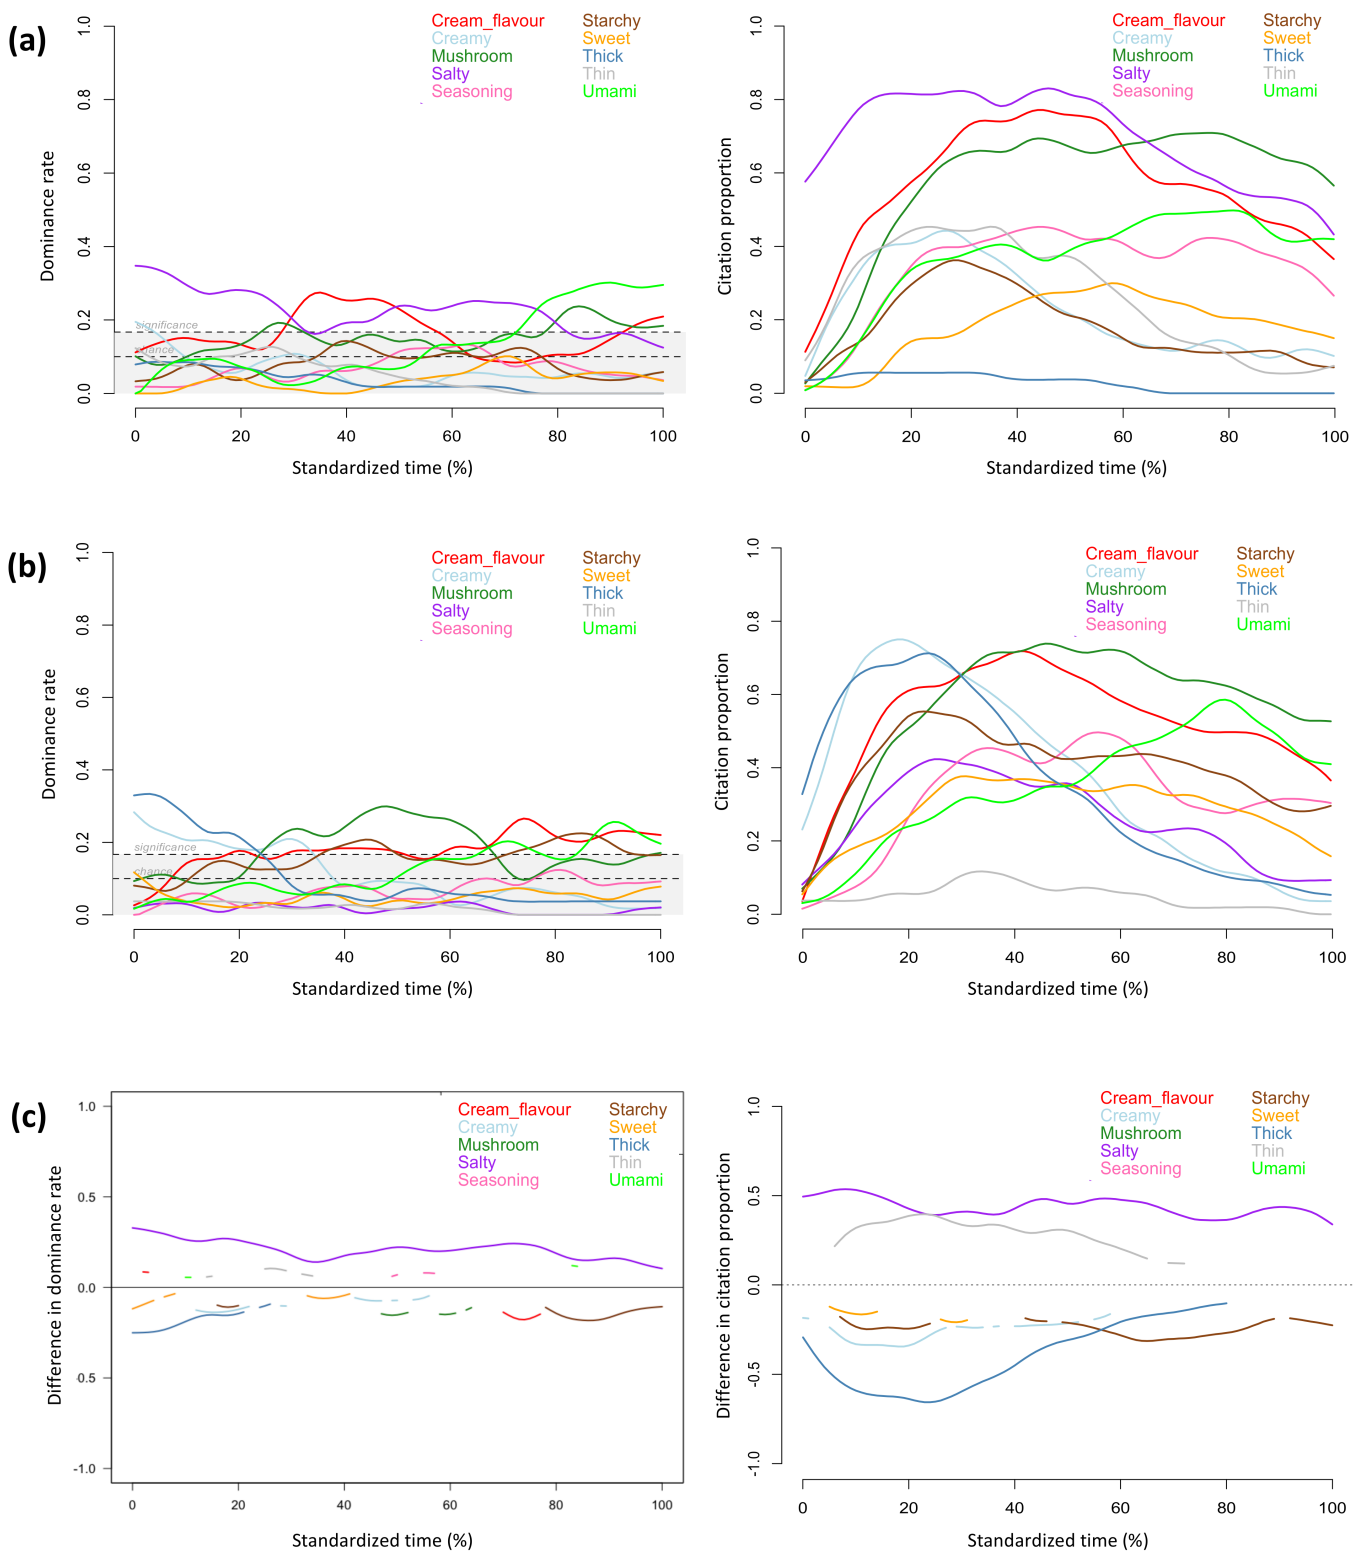 (a)
Cream_flavour Starchy
Creamy Sweet
Mushroom Thick
Salty Thin
Seasoning Umami
Dominance rate
1.0
0.8
0.6
0.4
0.2
0.0
significance
chance
0 20 40 60 80 100
Standardized time (%)
Cream_flavour Starchy
Creamy Sweet
Mushroom Thick
Salty Thin
Seasoning Umami
Citation proportion
1.0
0.8
0.6
0.4
0.2
0.0
0 20 40 60 80 100
Standardized time (%)
(b)
Cream_flavour Starchy
Creamy Sweet
Mushroom Thick
Salty Thin
Seasoning Umami
Dominance rate
1.0
0.8
0.6
0.4
0.2
0.0
significance
chance
0 20 40 60 80 100
Standardized time (%)
Cream_flavour Starchy
Creamy Sweet
Mushroom Thick
Salty Thin
Seasoning Umami
Citation proportion
1.0
0.8
0.6
0.4
0.2
0.0
0 20 40 60 80 100
Standardized time (%)
(c)
Cream_flavour Starchy
Creamy Sweet
Mushroom Thick
Salty Thin
Seasoning Umami
Difference in dominance rate
1.0
0.5
0.0
-0.5
-1.0
0 20 40 60 80 100
Standardized time (%)
Cream_flavour Starchy
Creamy Sweet
Mushroom Thick
Salty Thin
Seasoning Umami
Difference in citation proportion
1.0
0.5
0.0
-0.5
-1.0
0 20 40 60 80 100
Standardized time (%)